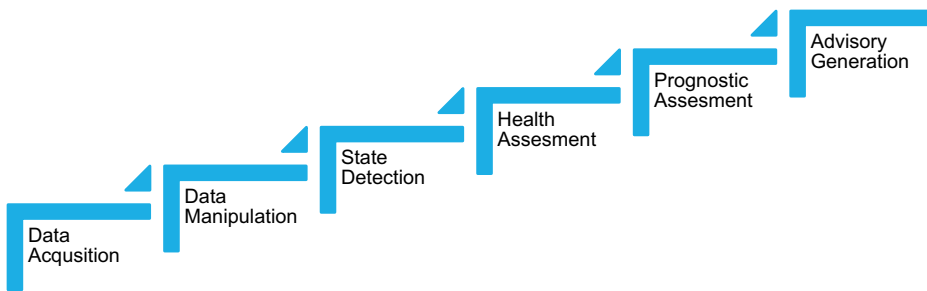 Data
Acqusition
Data
Manipulation
State
Detection
Health
Assesment
Prognostic
Assesment
Advisory
Generation